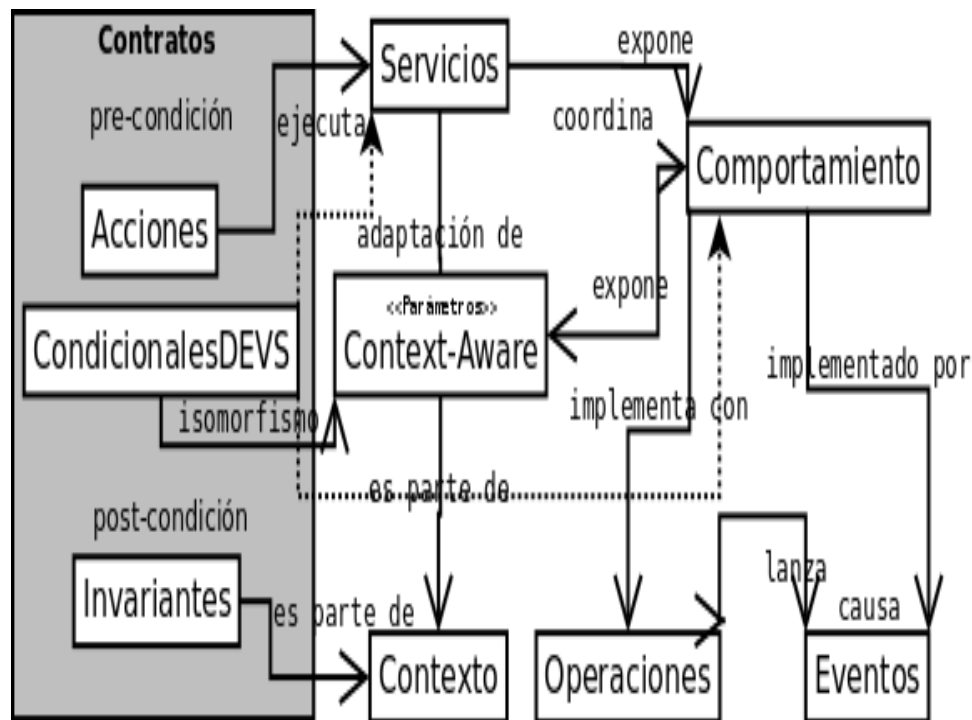 Contratos
Servicios
expone
pre-condición
ejecuta
coordina
Comportamiento
Acciones
adaptación de
<<Parámetros>>
Context-Aware
expone
CondicionalesDEVS
implementado por
isomorfismo
implementa con
es parte de
post-condición
lanza
Invariantes
es parte de
causa
Contexto
Operaciones
Eventos